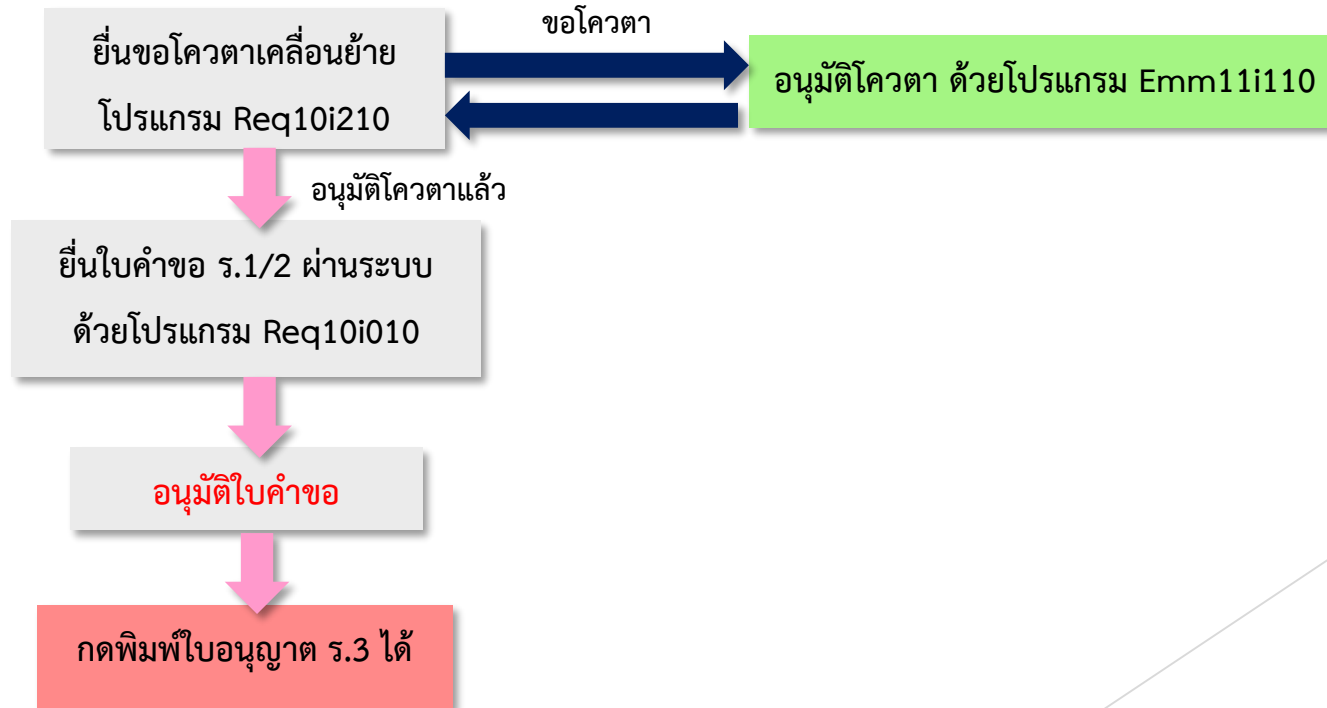 ขอโควตา
ยื่นขอโควตาเคลื่อนย้าย
โปรแกรม Req10i210
อนุมัติโควตา ด้วยโปรแกรม Emm11i110
อนุมัติโควตาแล้ว
ยื่นใบคำขอ ร.1/2 ผ่านระบบ
ด้วยโปรแกรม Req10i010
อนุมัติใบคำขอ
กดพิมพ์ใบอนุญาต ร.3 ได้